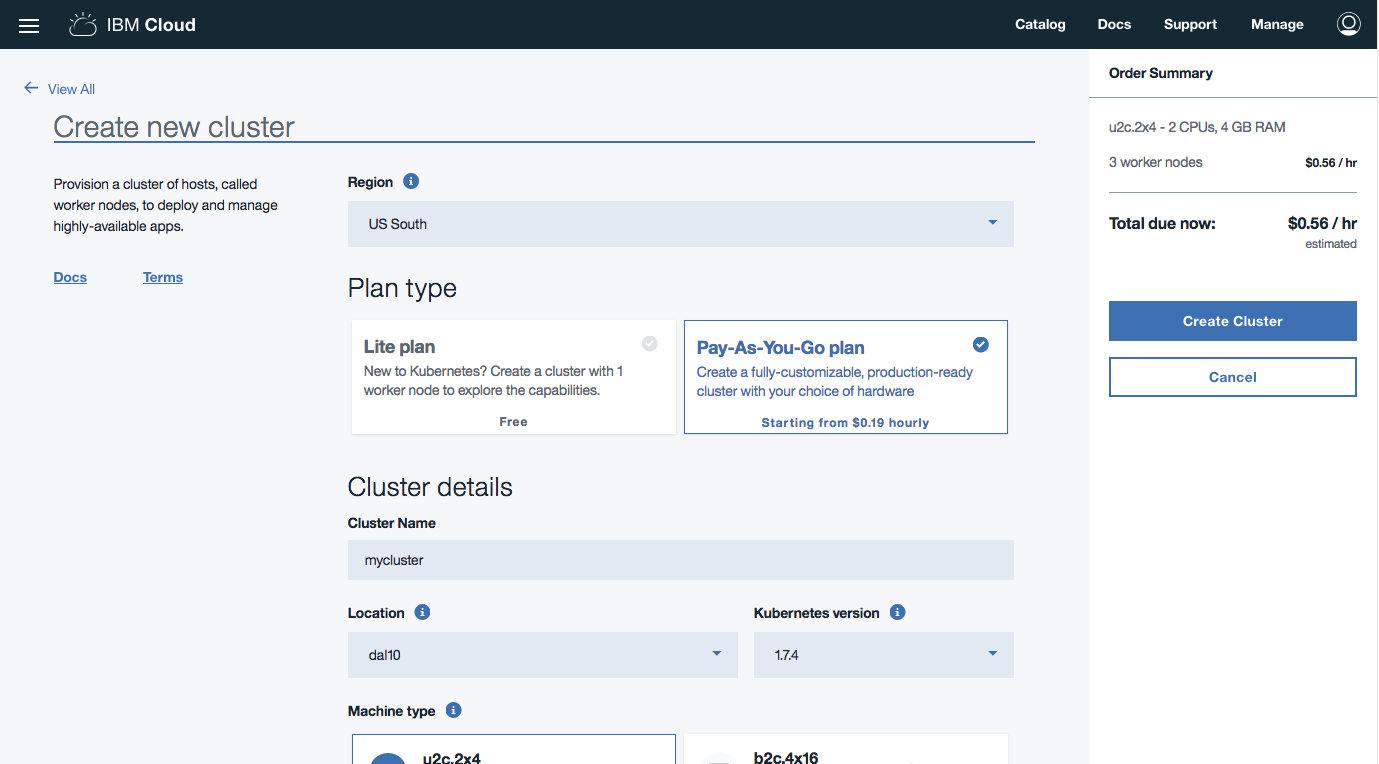 IBM Cloud
Catalog Docs Support Manage
View All
Create new cluster
Provision a cluster of hosts, called
worker nodes, to deploy and manage
highly-available apps.
Docs Terms
Region
US South
Plan type
Lite plan
New to Kubernetes? Create a cluster with 1
worker node to explore the capabilities.
Free
Pay-As-You-Go plan
Create a fully-customizable, production-ready
cluster with your choice of hardware
Starting from $0.19 hourly
Cluster details
Cluster Name
mycluster
Location
dal10
Kubernetes version
1.7.4
Machine type
u2c.2x4
b2c.4x16
Order Summary
u2c.2x4 - 2 CPUs, 4 GB RAM
3 worker nodes $0.56 / hr
Total due now: $0.56 / hr
estimated
Create Cluster
Cancel